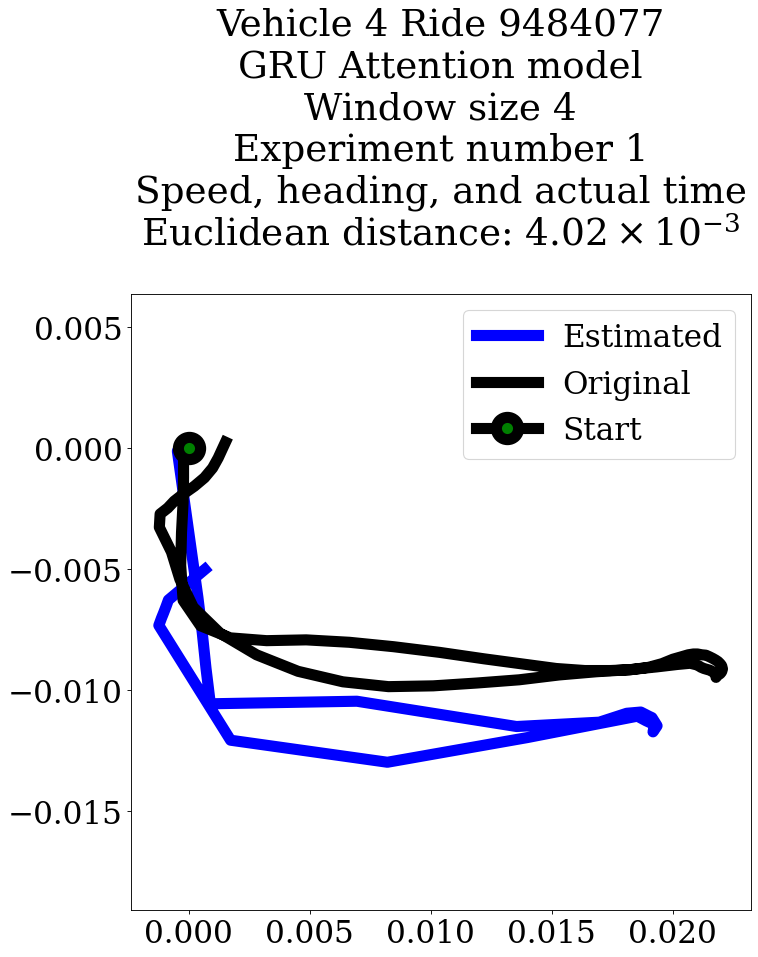 Vehicle 4 Ride 9484077
GRU Attention model
Window size 4
Experiment number 1
Speed, heading, and actual time
Euclidean distance: 4.02 × 10⁻³
Estimated
Original
Start
0.005
0.000
−0.005
−0.010
−0.015
0.000 0.005 0.010 0.015 0.020